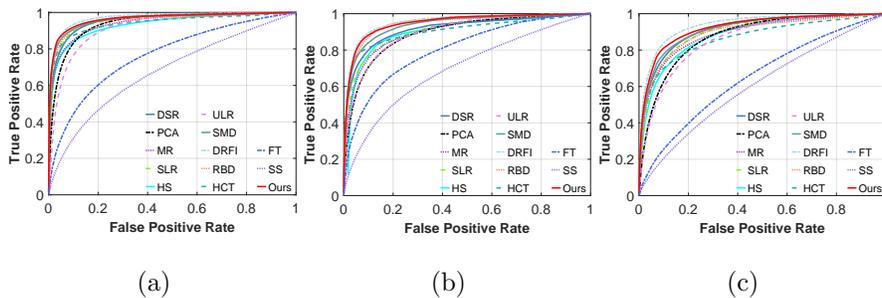 1
0.8
0.6
0.4
0.2
0
True Positive Rate
0 0.2 0.4 0.6 0.8 1
False Positive Rate
DSR ULR
PCA SMD
MR DRFI FT
SLR RBD SS
HS HCT Ours
(a)
1
0.8
0.6
0.4
0.2
0
True Positive Rate
0 0.2 0.4 0.6 0.8 1
False Positive Rate
DSR ULR
PCA SMD
MR DRFI FT
SLR RBD SS
HS HCT Ours
(b)
1
0.8
0.6
0.4
0.2
0
True Positive Rate
0 0.2 0.4 0.6 0.8
False Positive Rate
DSR ULR
PCA SMD
MR DRFI FT
SLR RBD SS
HS HCT Ours
(c)